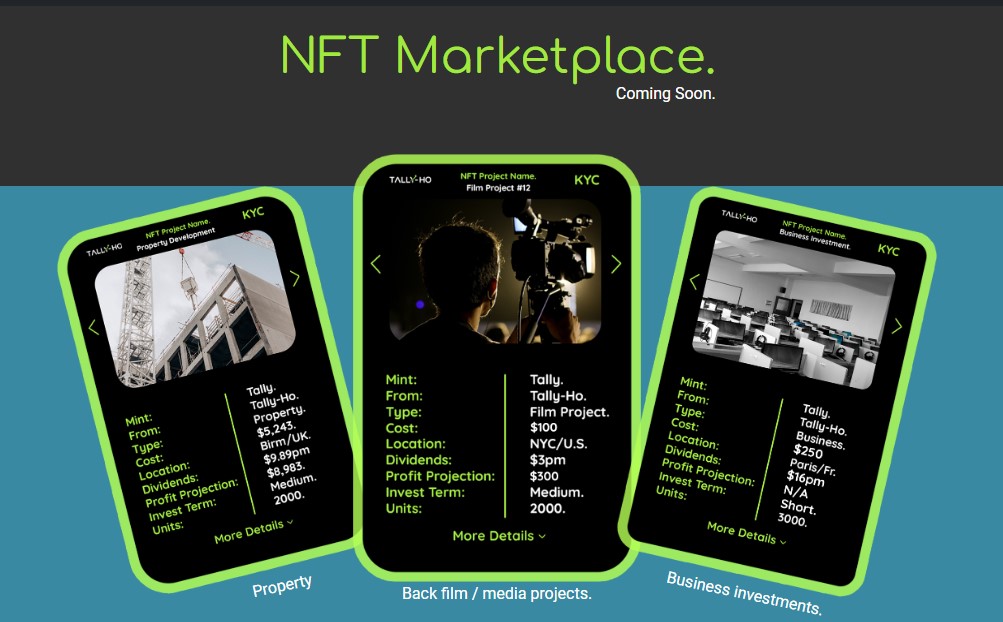 NFT Marketplace.
Coming Soon.
TALLY-HO
NFT Project Name.
Property Development
KYC
Mint: Tally.
From: Tally-Ho.
Type: Property.
Cost: $5,243.
Location: Birm/UK.
Dividends: $9.89pm
Profit Projection: $8,983.
Invest Term: Medium.
Units: 2000.
More Details
Property
TALLY-HO
NFT Project Name.
Film Project #12
KYC
Mint: Tally.
From: Tally-Ho.
Type: Film Project.
Cost: $100
Location: NYC/U.S.
Dividends: $3pm
Profit Projection: $300
Invest Term: Medium.
Units: 2000.
More Details
Back film / media projects.
TALLY-HO
NFT Project Name.
Business Investment.
KYC
Mint: Tally.
From: Tally-Ho.
Type: Business.
Cost: $250
Location: Paris/Fr.
Dividends: $16pm
Profit Projection: N/A
Invest Term: Short.
Units: 3000.
More Details
Business investments.